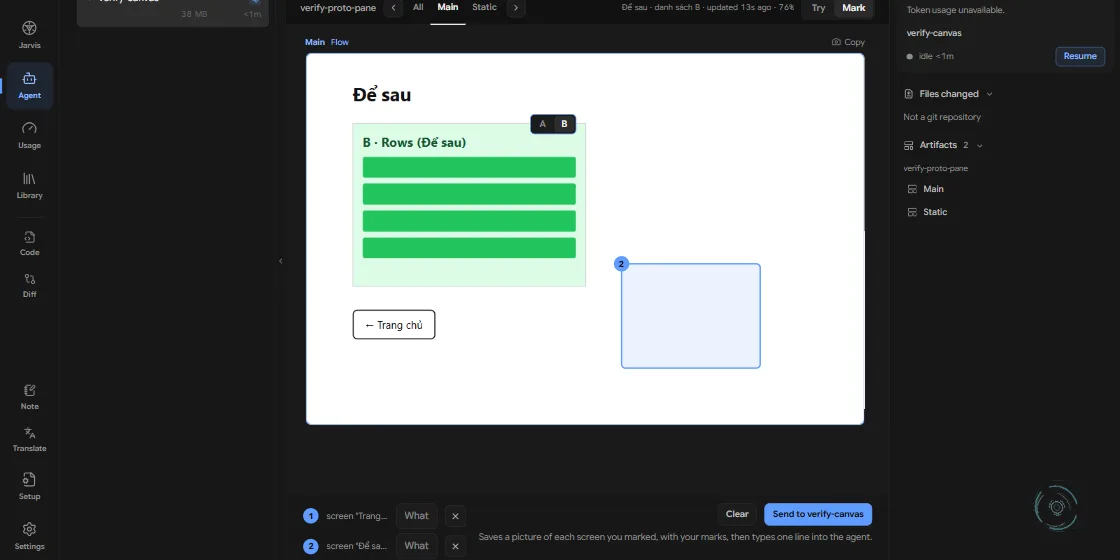 Jarvis
Agent
Usage
Library
Code
Diff
Note
Translate
Setup
Settings
38 MB
<1m
verify-proto-pane
All
Main
Static
Để sau · danh sách B · updated 13s ago · 76%
Try
Mark
Main
Flow
Copy
Để sau
A
B
B · Rows (Để sau)
← Trang chủ
2
1
screen "Trang...
What
×
2
screen "Để sa...
What
×
Clear
Send to verify-canvas
Saves a picture of each screen you marked, with your marks, then types one line into the agent.
Token usage unavailable.
verify-canvas
idle <1m
Resume
Files changed
Not a git repository
Artifacts 2
verify-proto-pane
Main
Static